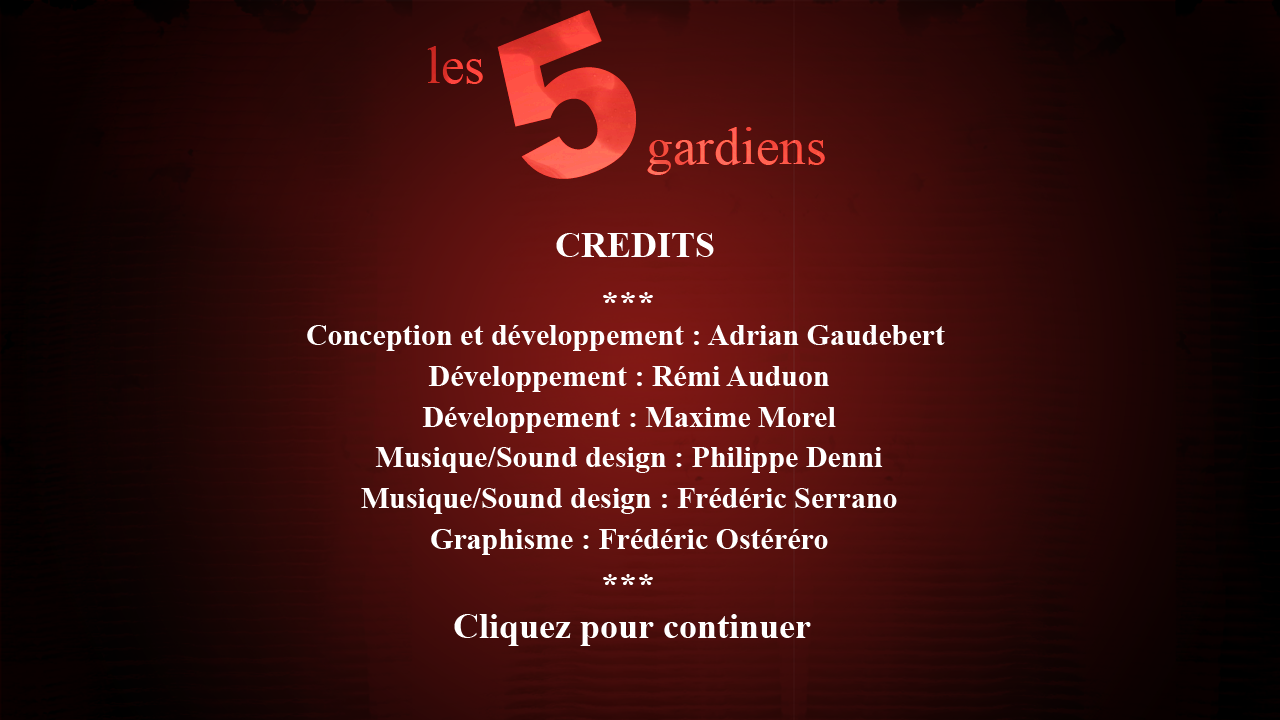 les 5 gardiens
CREDITS
***
Conception et développement : Adrian Gaudebert
Développement : Rémi Auduon
Développement : Maxime Morel
Musique/Sound design : Philippe Denni
Musique/Sound design : Frédéric Serrano
Graphisme : Frédéric Ostéréro
***
Cliquez pour continuer